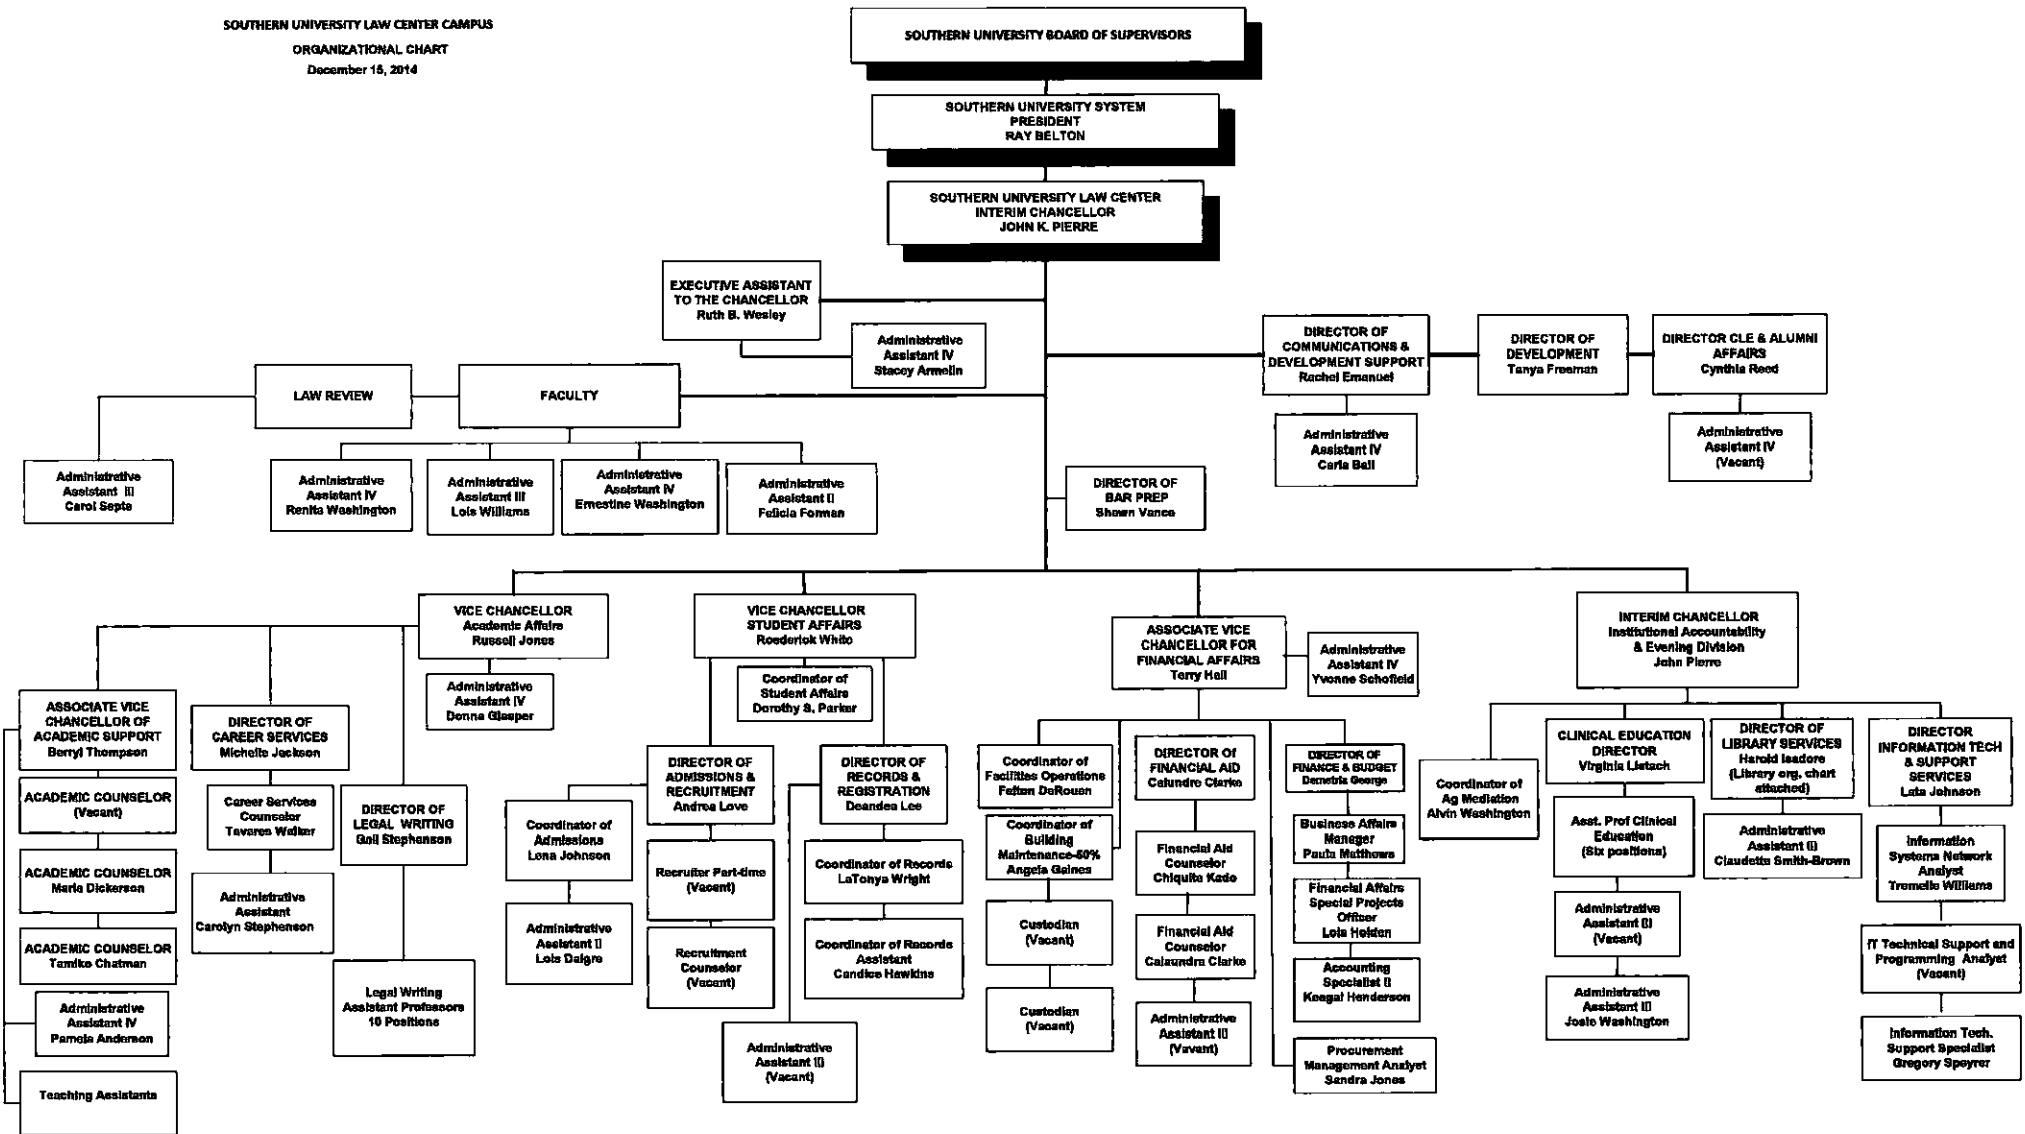 SOUTHERN UNIVERSITY LAW CENTER CAMPUS
ORGANIZATIONAL CHART
December 15, 2014
SOUTHERN UNIVERSITY BOARD OF SUPERVISORS
SOUTHERN UNIVERSITY SYSTEM
PRESIDENT
RAY BELTON
SOUTHERN UNIVERSITY LAW CENTER
INTERIM CHANCELLOR
JOHN K. PIERRE
EXECUTIVE ASSISTANT
TO THE CHANCELLOR
Ruth B. Wesley
Administrative
Assistant IV
Stacey Armelin
DIRECTOR OF
COMMUNICATIONS &
DEVELOPMENT SUPPORT
Rachel Emanuel
DIRECTOR OF
DEVELOPMENT
Tanya Freeman
DIRECTOR CLE & ALUMNI
AFFAIRS
Cynthia Reed
LAW REVIEW
FACULTY
Administrative
Assistant IV
Carla Ball
Administrative
Assistant IV
(Vacant)
Administrative
Assistant III
Carol Septs
Administrative
Assistant IV
Renita Washington
Administrative
Assistant III
Lois Williams
Administrative
Assistant IV
Ernestine Washington
Administrative
Assistant II
Felicia Forman
DIRECTOR OF
BAR PREP
Shawn Vance
VICE CHANCELLOR
Academic Affairs
Russell Jones
VICE CHANCELLOR
STUDENT AFFAIRS
Roederick White
ASSOCIATE VICE
CHANCELLOR FOR
FINANCIAL AFFAIRS
Terry Hall
Administrative
Assistant IV
Yvonne Schofield
INTERIM CHANCELLOR
Institutional Accountability
& Evening Division
John Pierre
Administrative
Assistant IV
Donna Gleaper
Coordinator of
Student Affairs
Dorothy S. Parker
ASSOCIATE VICE
CHANCELLOR OF
ACADEMIC SUPPORT
Berryl Thompson
DIRECTOR OF
CAREER SERVICES
Michelle Jackson
DIRECTOR OF
LEGAL WRITING
Gail Stephenson
DIRECTOR OF
ADMISSIONS &
RECRUITMENT
Andrea Love
DIRECTOR OF
RECORDS &
REGISTRATION
Deandea Lee
Coordinator of
Facilities Operations
Felton DeRouen
DIRECTOR OF
FINANCIAL AID
Calundre Clarke
DIRECTOR OF
FINANCE & BUDGET
Demetria George
Coordinator of
Ag Mediation
Alvin Washington
CLINICAL EDUCATION
DIRECTOR
Virginia Listach
DIRECTOR OF
LIBRARY SERVICES
Harold Isadore
(Library org. chart
attached)
DIRECTOR
INFORMATION TECH
& SUPPORT
SERVICES
Lata Johnson
ACADEMIC COUNSELOR
(Vacant)
ACADEMIC COUNSELOR
Maria Dickerson
ACADEMIC COUNSELOR
Tamiko Chatman
Administrative
Assistant IV
Pamela Anderson
Teaching Assistants
Career Services
Counselor
Tavares Walker
Administrative
Assistant
Carolyn Stephenson
Legal Writing
Assistant Professors
10 Positions
Coordinator of
Admissions
Lena Johnson
Administrative
Assistant II
Lois Daigre
Recruiter Part-time
(Vacant)
Recruitment
Counselor
(Vacant)
Coordinator of Records
LaTonya Wright
Coordinator of Records
Assistant
Candice Hawkins
Administrative
Assistant III
(Vacant)
Coordinator of
Building
Maintenance-50%
Angela Gaines
Custodian
(Vacant)
Custodian
(Vacant)
Financial Aid
Counselor
Chiquita Kado
Financial Aid
Counselor
Calaundra Clarke
Administrative
Assistant III
(Vavant)
Business Affairs
Manager
Paula Matthews
Financial Affairs
Special Projects
Officer
Lois Holden
Accounting
Specialist II
Keegal Henderson
Procurement
Management Analyst
Sandra Jones
Asst. Prof Clinical
Education
(Six positions)
Administrative
Assistant III
(Vacant)
Administrative
Assistant III
Josie Washington
Administrative
Assistant III
Claudette Smith-Brown
Information
Systems Network
Analyst
Tremelle Williams
IT Technical Support and
Programming Analyst
(Vacant)
Information Tech.
Support Specialist
Gregory Speyrer